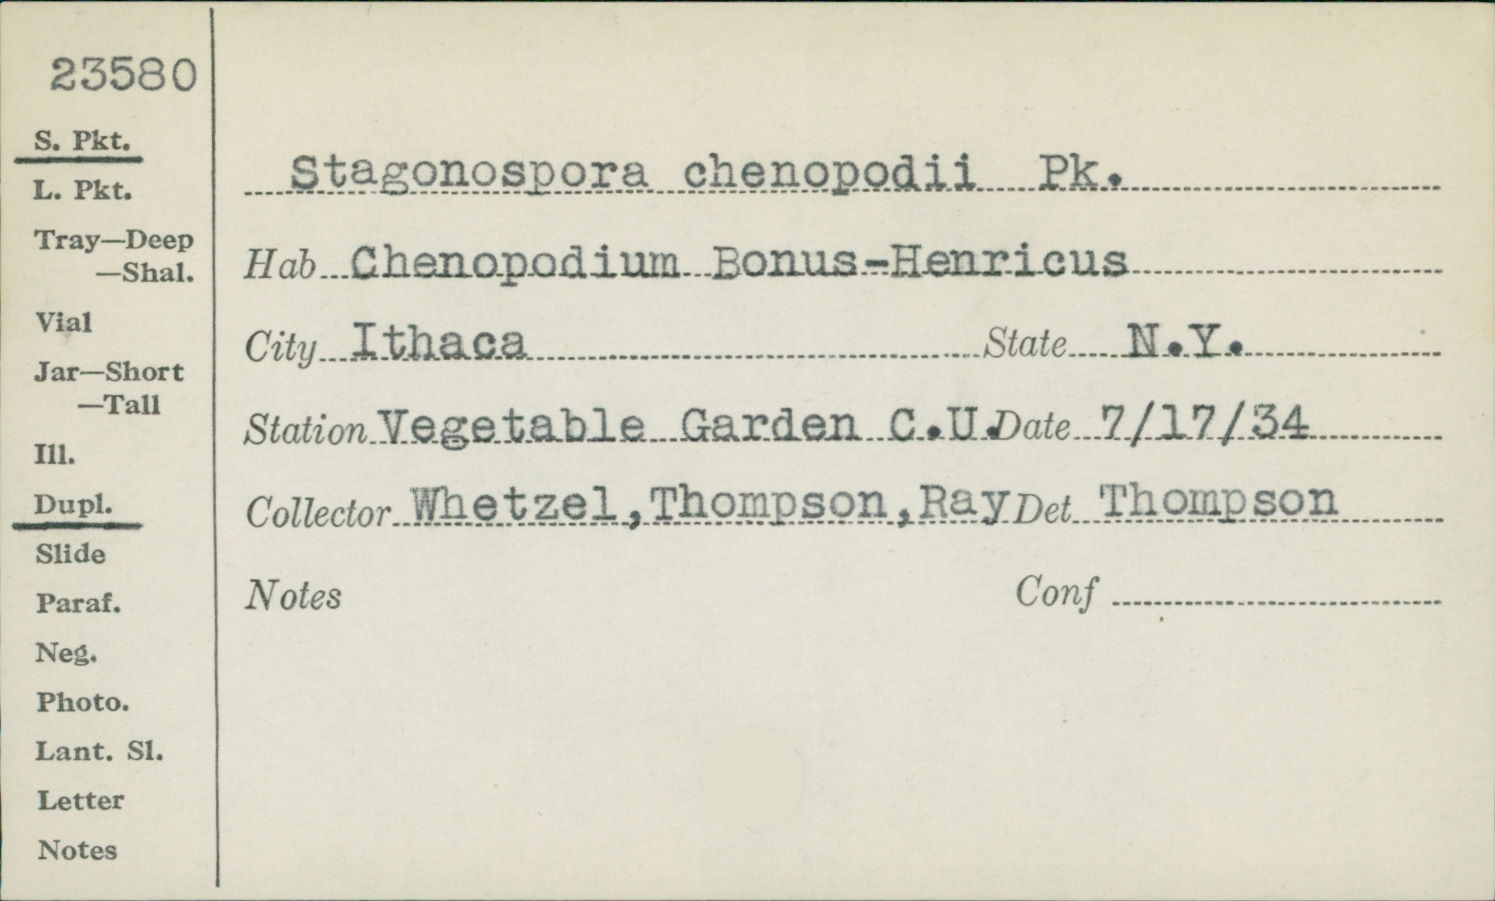 23580
S. Pkt.
L. Pkt.
Tray—Deep
—Shal.
Vial
Jar—Short
—Tall
Ill.
Dupl.
Slide
Paraf.
Neg.
Photo.
Lant. Sl.
Letter
Notes
Stagonospora chenopodii Pk.
Hab Chenopodium Bonus-Henricus
City Ithaca State N.Y.
Station Vegetable Garden C.U. Date 7/17/34
Collector Whetzel,Thompson,Ray Det Thompson
Notes Conf